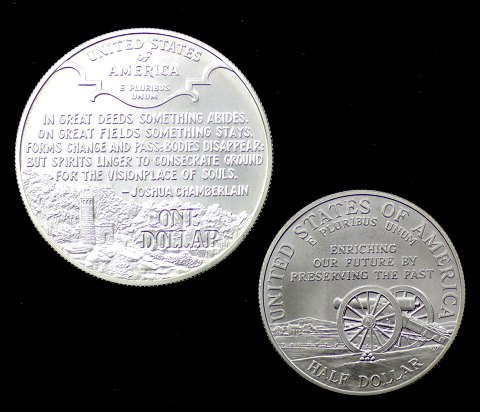 UNITED STATES
of
AMERICA
E PLURIBUS
UNUM
IN GREAT DEEDS SOMETHING ABIDES.
ON GREAT FIELDS SOMETHING STAYS.
FORMS CHANGE AND PASS; BODIES DISAPPEAR;
BUT SPIRITS LINGER TO CONSECRATE GROUND
FOR THE VISIONPLACE OF SOULS.
—JOSHUA CHAMBERLAIN
ONE
DOLLAR
UNITED STATES OF AMERICA
E PLURIBUS UNUM
ENRICHING
OUR FUTURE BY
PRESERVING THE PAST
HALF DOLLAR